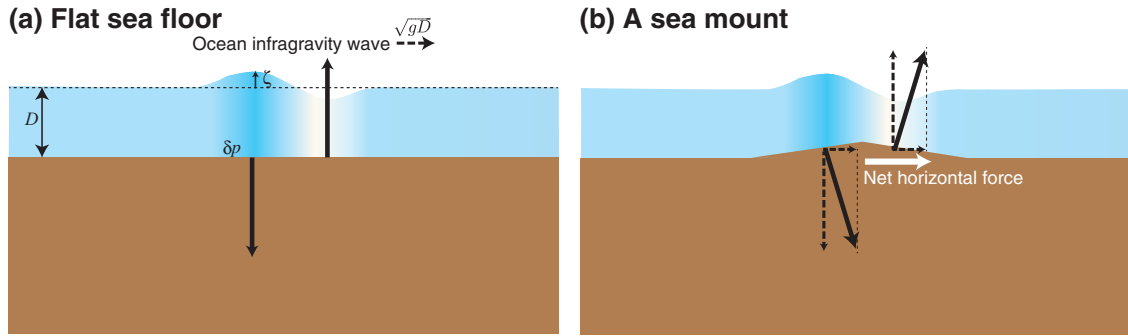 (a) Flat sea floor
√gD
Ocean infragravity wave
ζ
D
δp
(b) A sea mount
Net horizontal force